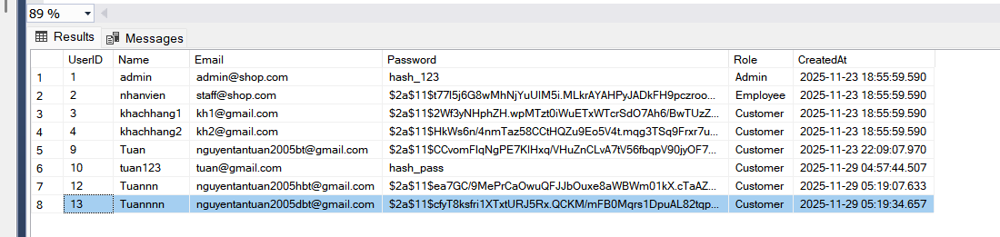 89 %
Results Messages
UserID Name Email Password Role CreatedAt
1 1 admin admin@shop.com hash_123 Admin 2025-11-23 18:55:59.590
2 2 nhanvien staff@shop.com $2a$11$t77I5j6G8wMhNjYuUIM5i.MLkrAYAHPyJADkFH9pczroo... Employee 2025-11-23 18:55:59.590
3 3 khachhang1 kh1@gmail.com $2a$11$2Wf3yNHphZH.wpMTzt0iWuETxWTcrSdO7Ah6/BwTUzZ... Customer 2025-11-23 18:55:59.590
4 4 khachhang2 kh2@gmail.com $2a$11$HkWs6n/4nmTaz58CCtHQZu9Eo5V4t.mqg3TSq9Frxr7u... Customer 2025-11-23 18:55:59.590
5 9 Tuan nguyentantuan2005bt@gmail.com $2a$11$CCvomFIqNgPE7KlHxq/VHuZnCLvA7tV56fbqpV90jyOF7... Customer 2025-11-23 22:09:07.970
6 10 tuan123 tuan@gmail.com hash_pass Customer 2025-11-29 04:57:44.507
7 12 Tuannn nguyentantuan2005hbt@gmail.com $2a$11$ea7GC/9MePrCaOwuQFJJbOuxe8aWBWm01kX.cTaAZ... Customer 2025-11-29 05:19:07.633
8 13 Tuannnn nguyentantuan2005dbt@gmail.com $2a$11$cfyT8ksfri1XTxtURJ5Rx.QCKM/mFB0Mqrs1DpuAL82tqp... Customer 2025-11-29 05:19:34.657